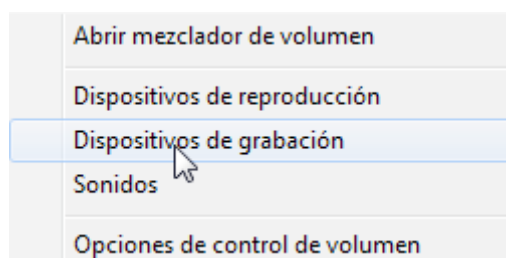 Abrir mezclador de volumen
Dispositivos de reproducción
Dispositivos de grabación
Sonidos
Opciones de control de volumen